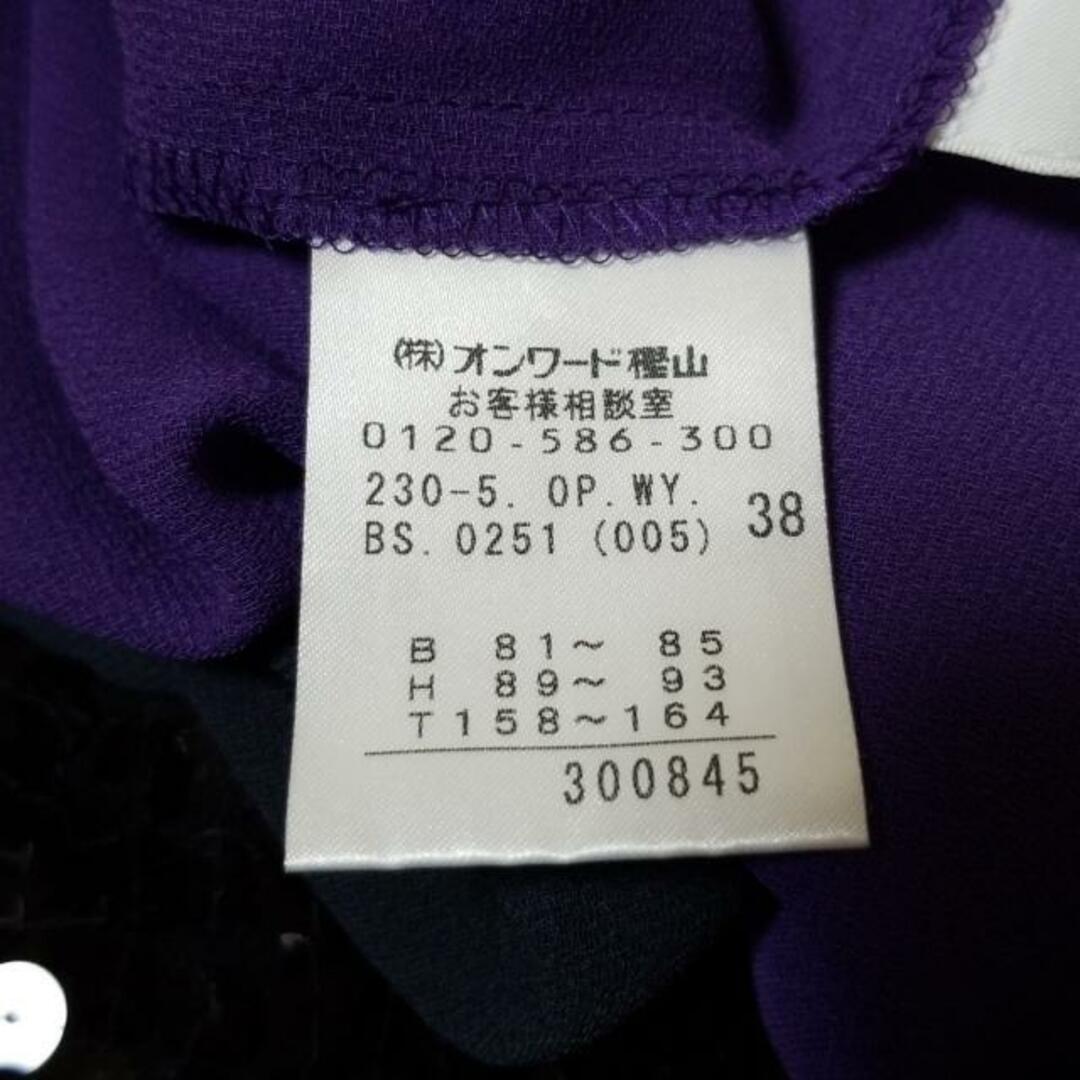 (株)オンワード樫山
お客様相談室
0120-586-300
230-5. OP. WY.
BS. 0251 (005) 38
B 81～ 85
H 89～ 93
T158～164
300845